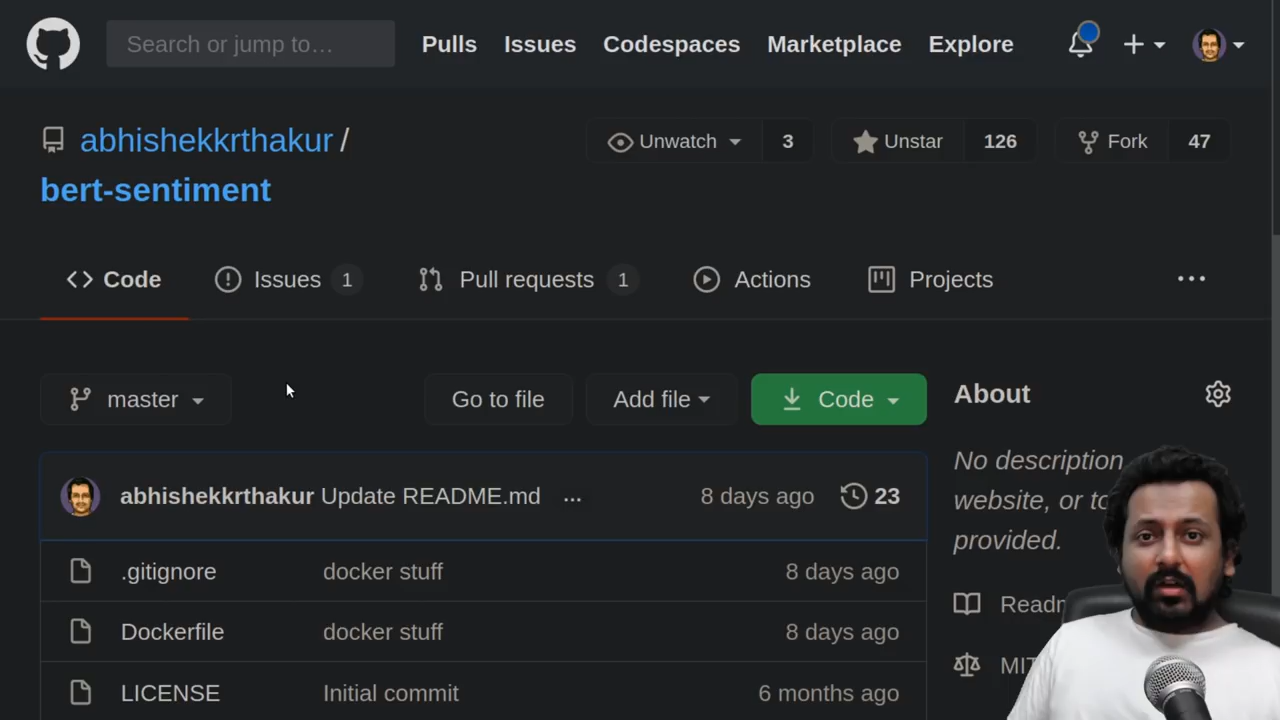 Search or jump to…
Pulls
Issues
Codespaces
Marketplace
Explore
abhishekkrthakur /
bert-sentiment
Unwatch 3
Unstar 126
Fork 47
Code
Issues 1
Pull requests 1
Actions
Projects
master
Go to file
Add file
Code
About
No description,
website, or
provided.
abhishekkrthakur Update README.md ... 8 days ago 23
.gitignore docker stuff 8 days ago
Dockerfile docker stuff 8 days ago
LICENSE Initial commit 6 months ago